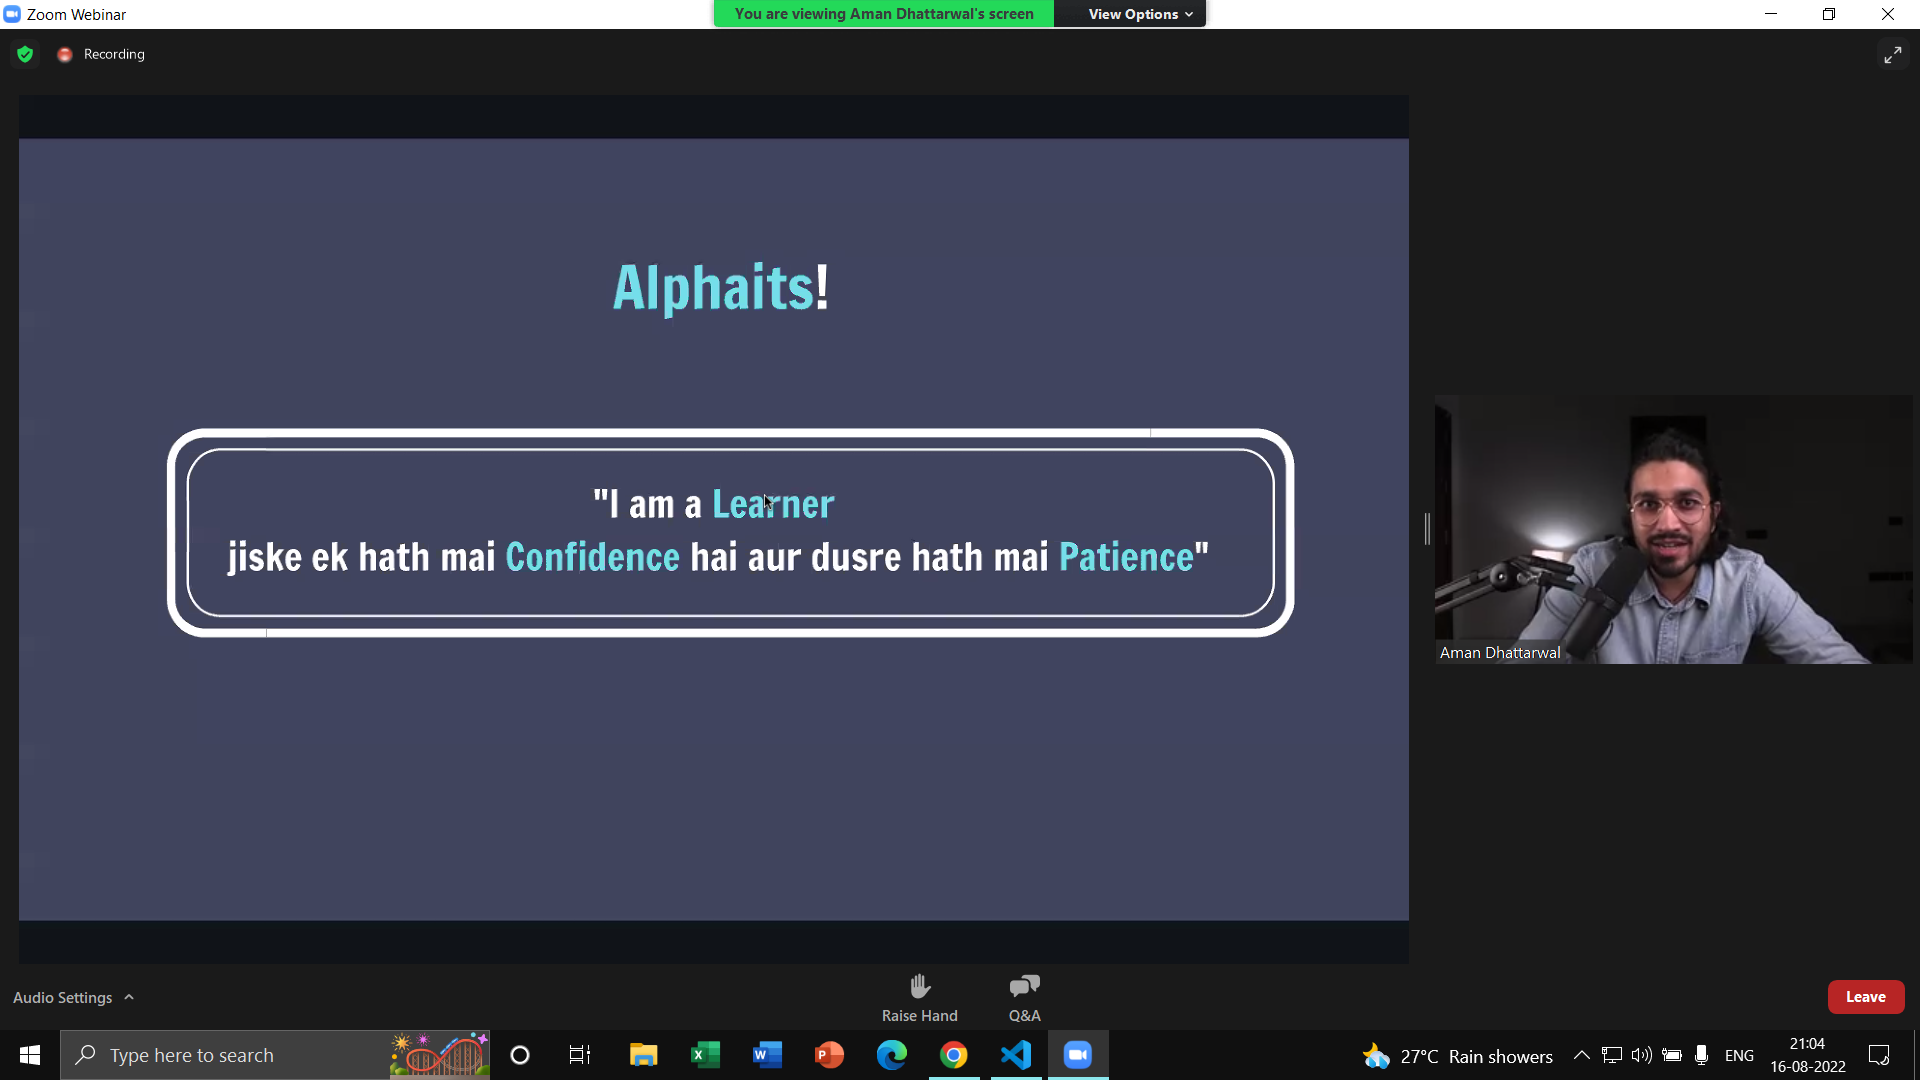 Zoom Webinar
You are viewing Aman Dhattarwal's screen
View Options
Recording
Alphaits!
"I am a Learner
jiske ek hath mai Confidence hai aur dusre hath mai Patience"
Aman Dhattarwal
Audio Settings
Raise Hand
Q&A
Leave
Type here to search
27°C Rain showers
ENG
21:04
16-08-2022